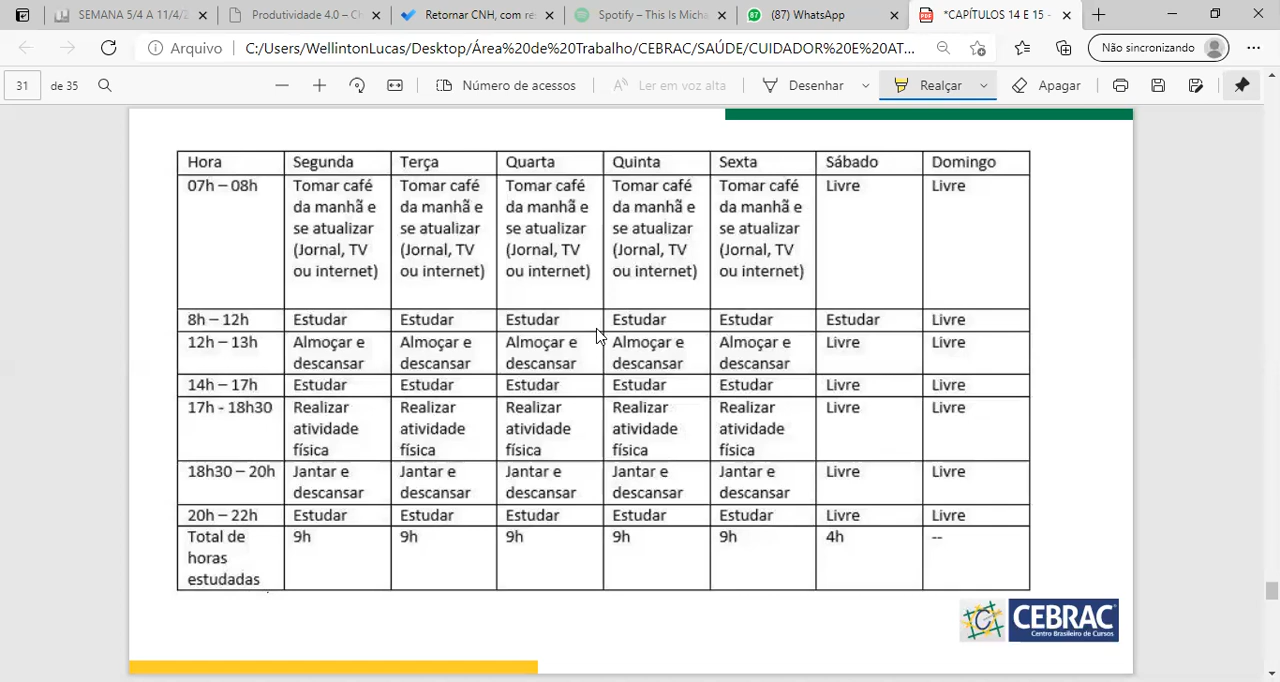 SEMANA 5/4 A 11/4/2
Produtividade 4.0 – Ch
Retornar CNH, com res
Spotify – This Is Micha
(87) WhatsApp
*CAPÍTULOS 14 E 15 -
Arquivo
C:/Users/WellintonLucas/Desktop/Área%20de%20Trabalho/CEBRAC/SAÚDE/CUIDADOR%20E%20AT...
Não sincronizando
31 de 35
Número de acessos
Ler em voz alta
Desenhar
Realçar
Apagar
Hora Segunda Terça Quarta Quinta Sexta Sábado Domingo
07h – 08h Tomar café Tomar café Tomar café Tomar café Tomar café Livre Livre
da manhã e da manhã e da manhã e da manhã e da manhã e
se atualizar se atualizar se atualizar se atualizar se atualizar
(Jornal, TV (Jornal, TV (Jornal, TV (Jornal, TV (Jornal, TV
ou internet) ou internet) ou internet) ou internet) ou internet)
8h – 12h Estudar Estudar Estudar Estudar Estudar Estudar Livre
12h – 13h Almoçar e Almoçar e Almoçar e Almoçar e Almoçar e Livre Livre
descansar descansar descansar descansar descansar
14h – 17h Estudar Estudar Estudar Estudar Estudar Livre Livre
17h - 18h30 Realizar Realizar Realizar Realizar Realizar Livre Livre
atividade atividade atividade atividade atividade
física física física física física
18h30 – 20h Jantar e Jantar e Jantar e Jantar e Jantar e Livre Livre
descansar descansar descansar descansar descansar
20h – 22h Estudar Estudar Estudar Estudar Estudar Livre Livre
Total de 9h 9h 9h 9h 9h 4h --
horas
estudadas
CEBRAC
Centro Brasileiro de Cursos